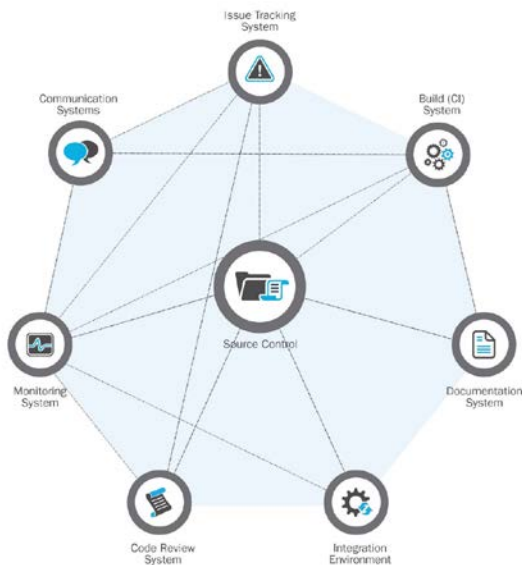 Issue Tracking
System
Communication
Systems
Build (CI)
System
Source Control
Monitoring
System
Documentation
System
Code Review
System
Integration
Environment